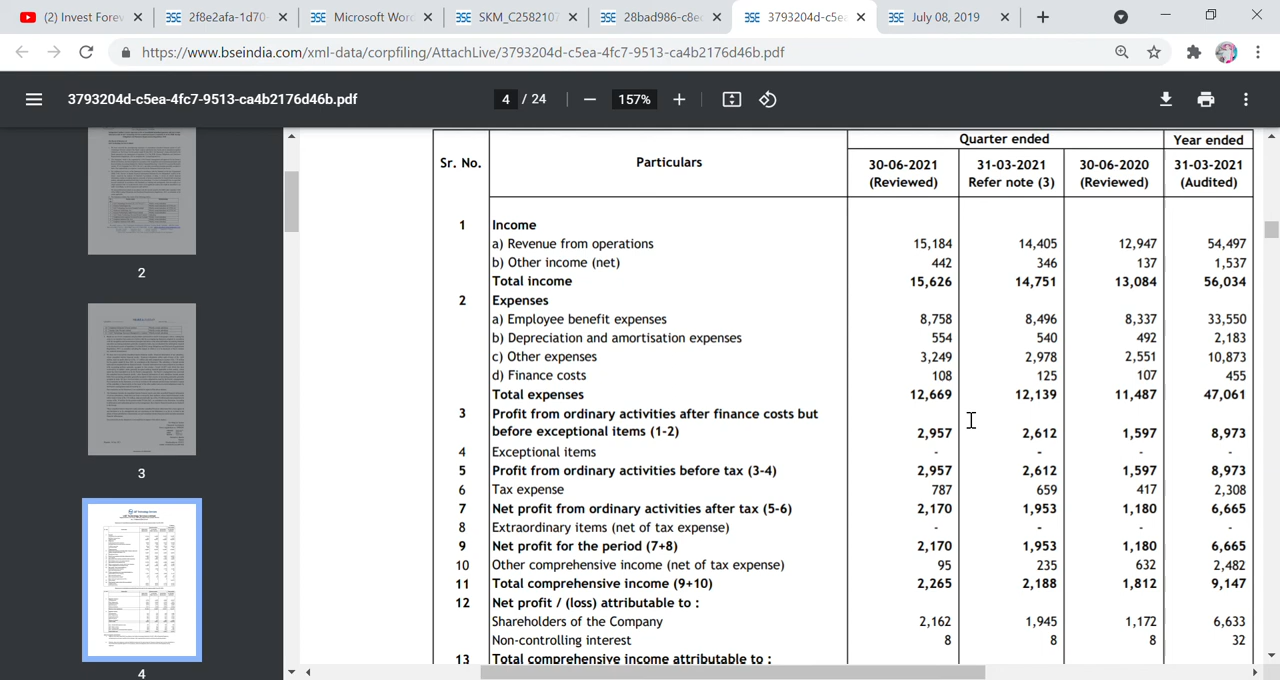 (2) Invest Forev
2f8e2afa-1d70-
Microsoft Word
SKM_C2582107
28bad986-c8ec
3793204d-c5ea
July 08, 2019
https://www.bseindia.com/xml-data/corpfiling/AttachLive/3793204d-c5ea-4fc7-9513-ca4b2176d46b.pdf
3793204d-c5ea-4fc7-9513-ca4b2176d46b.pdf
4 / 24
157%
2
3
4
Sr. No. Particulars Quarter ended Year ended
30-06-2021 31-03-2021 30-06-2020 31-03-2021
(Reviewed) Refer note (3) (Reviewed) (Audited)
1 Income
a) Revenue from operations 15,184 14,405 12,947 54,497
b) Other income (net) 442 346 137 1,537
Total income 15,626 14,751 13,084 56,034
2 Expenses
a) Employee benefit expenses 8,758 8,496 8,337 33,550
b) Depreciation and amortisation expenses 554 540 492 2,183
c) Other expenses 3,249 2,978 2,551 10,873
d) Finance costs 108 125 107 455
Total expenses 12,669 12,139 11,487 47,061
3 Profit from ordinary activities after finance costs but
before exceptional items (1-2) 2,957 2,612 1,597 8,973
4 Exceptional items - - - -
5 Profit from ordinary activities before tax (3-4) 2,957 2,612 1,597 8,973
6 Tax expense 787 659 417 2,308
7 Net profit from ordinary activities after tax (5-6) 2,170 1,953 1,180 6,665
8 Extraordinary items (net of tax expense) - - - -
9 Net profit for the period (7+8) 2,170 1,953 1,180 6,665
10 Other comprehensive income (net of tax expense) 95 235 632 2,482
11 Total comprehensive income (9+10) 2,265 2,188 1,812 9,147
12 Net profit / (loss) attributable to :
Shareholders of the Company 2,162 1,945 1,172 6,633
Non-controlling interest 8 8 8 32
13 Total comprehensive income attributable to :